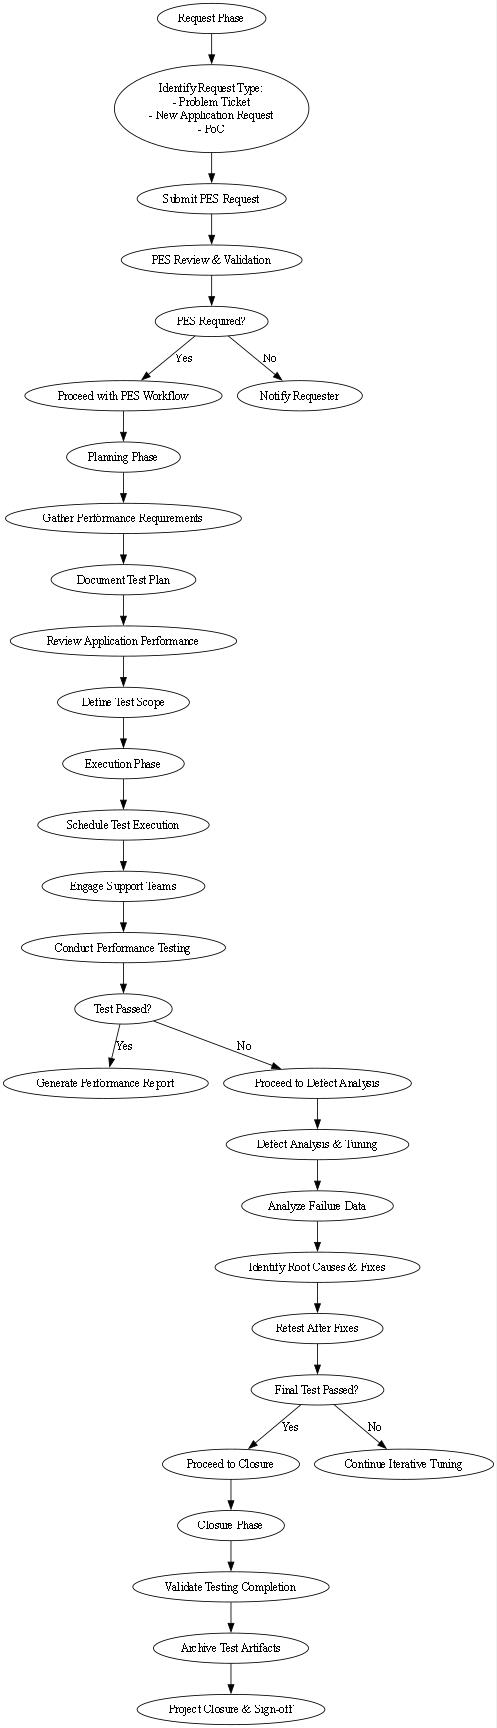 Request Phase
Identify Request Type:
- Problem Ticket
- New Application Request
- PoC
Submit PES Request
PES Review & Validation
PES Required?
Yes
No
Proceed with PES Workflow
Notify Requester
Planning Phase
Gather Performance Requirements
Document Test Plan
Review Application Performance
Define Test Scope
Execution Phase
Schedule Test Execution
Engage Support Teams
Conduct Performance Testing
Test Passed?
Yes
No
Generate Performance Report
Proceed to Defect Analysis
Defect Analysis & Tuning
Analyze Failure Data
Identify Root Causes & Fixes
Retest After Fixes
Final Test Passed?
Yes
No
Proceed to Closure
Continue Iterative Tuning
Closure Phase
Validate Testing Completion
Archive Test Artifacts
Project Closure & Sign-off